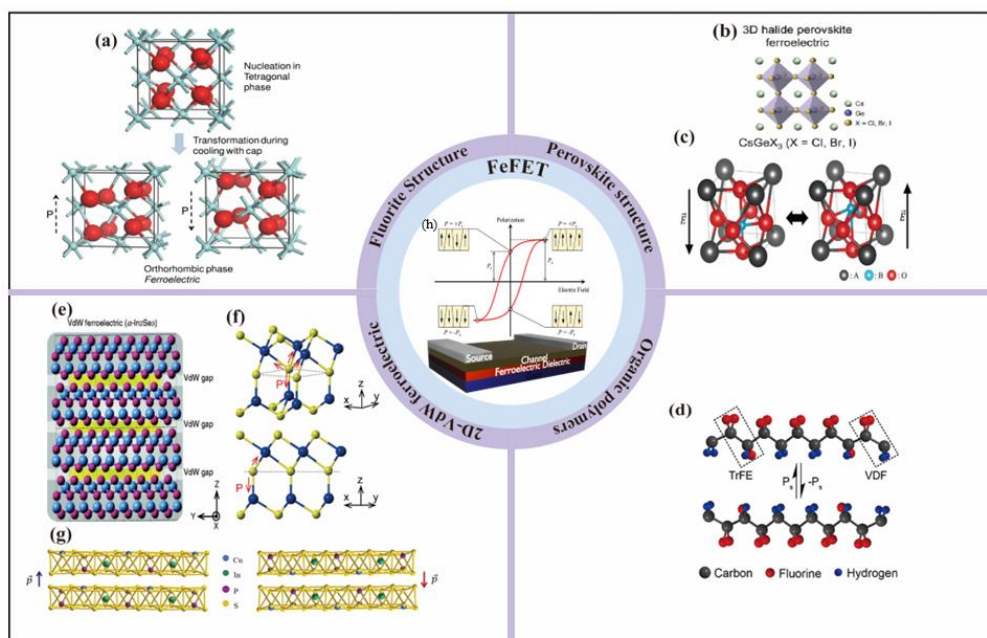 (a)
Nucleation in
Tetragonal
phase
Transformation during
cooling with cap
P
P
Orthorhombic phase
Ferroelectric
(b)
3D halide perovskite
ferroelectric
Cs
Ge
X = Cl, Br, I
CsGeX₃ (X = Cl, Br, I)
(c)
: A : B : O
Fluorite Structure
Perovskite structure
2D-VdW ferroelectric
Organic polymers
FeFET
(h)
Polarization
Electric Field
Source
Channel
Drain
Ferroelectric Dielectric
(e)
VdW ferroelectric (α-In₂Se₃)
VdW gap
VdW gap
VdW gap
Z
Y
X
(f)
P
z
x y
P
z
x y
(g)
p⃗
Cu
In
P
S
p⃗
(d)
TrFE
Pₛ
-Pₛ
VDF
Carbon Fluorine Hydrogen